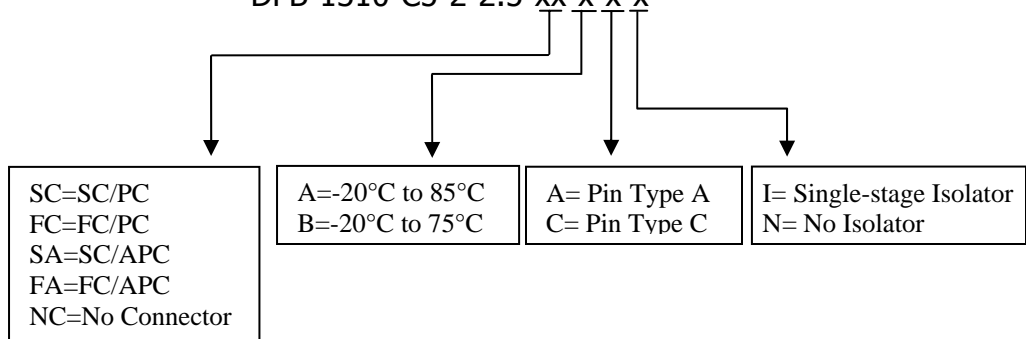 DFB-1310-C5-2-2.5-xx-x-x-x
SC=SC/PC
FC=FC/PC
SA=SC/APC
FA=FC/APC
NC=No Connector
A=-20°C to 85°C
B=-20°C to 75°C
A= Pin Type A
C= Pin Type C
I= Single-stage Isolator
N= No Isolator